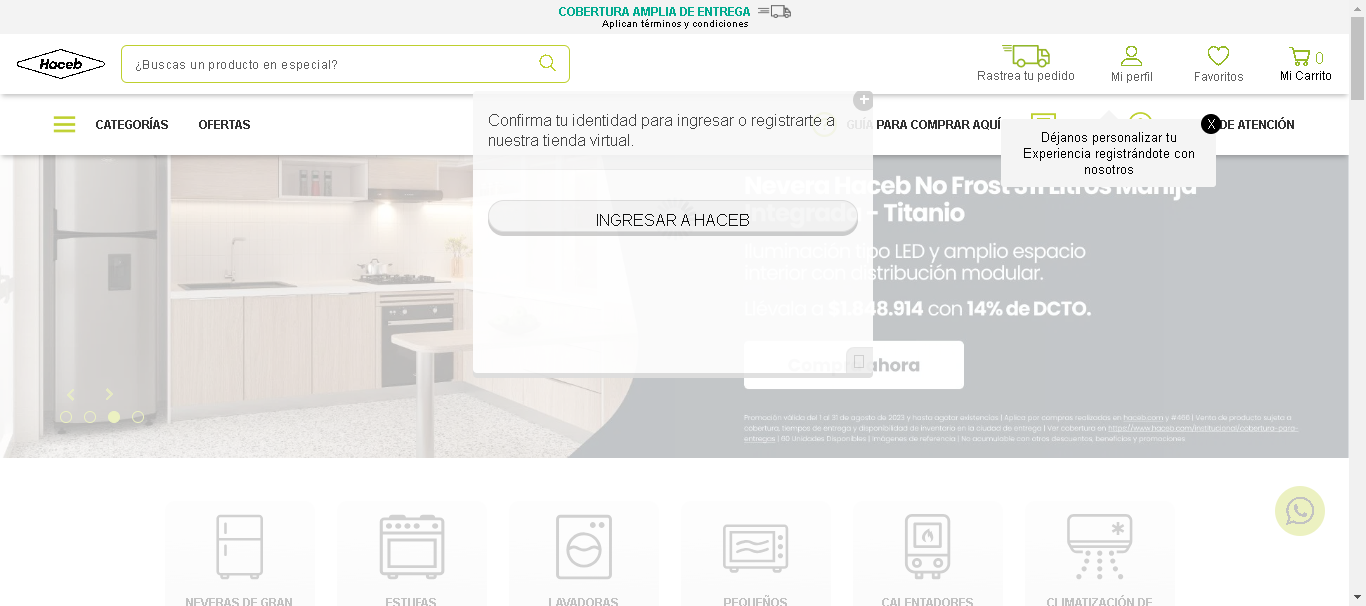 COBERTURA AMPLIA DE ENTREGA
Aplican términos y condiciones
Haceb
¿Buscas un producto en especial?
Rastrea tu pedido
Mi perfil
Favoritos
0
Mi Carrito
CATEGORÍAS
OFERTAS
GUÍA PARA COMPRAR AQUÍ
DE ATENCIÓN
Confirma tu identidad para ingresar o registrarte a
nuestra tienda virtual.
INGRESAR A HACEB
X
Déjanos personalizar tu
Experiencia registrándote con
nosotros
Nevera Haceb No Frost 311 Litros Manija
Integrada - Titanio
Iluminación tipo LED y amplio espacio
interior con distribución modular.
Llévala a $1.848.914 con 14% de DCTO.
Compra ahora
Promoción válida del 1 al 31 de agosto de 2023 y hasta agotar existencias | Aplica por compras realizadas en haceb.com y #466 | Venta de producto sujeto a
cobertura, tiempos de entrega y disponibilidad de inventario en la ciudad de entrega | Ver cobertura en https://www.haceb.com/institucional/cobertura-para-
entregas | 60 Unidades Disponibles | Imágenes de referencia | No acumulable con otros descuentos, beneficios y promociones.
NEVERAS DE GRAN
ESTUFAS
LAVADORAS
PEQUEÑOS
CALENTADORES
CLIMATIZACIÓN DE